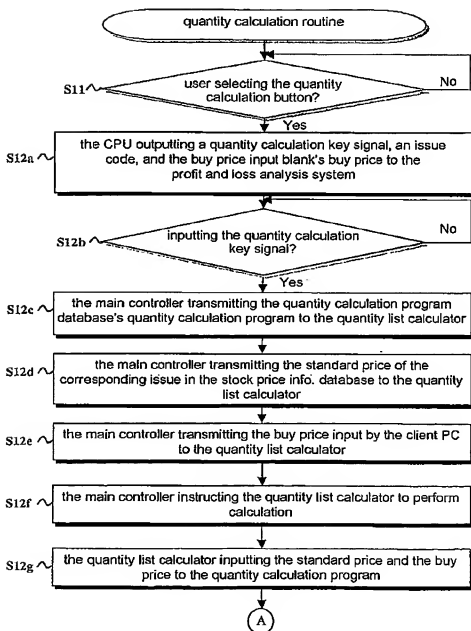 quantity calculation routine
S11
user selecting the quantity
calculation button?
No
Yes
S12a
the CPU outputting a quantity calculation key signal, an issue
code, and the buy price input blank's buy price to the
profit and loss analysis system
S12b
inputting the quantity calculation
key signal?
No
Yes
S12c
the main controller transmitting the quantity calculation program
database's quantity calculation program to the quantity list calculator
S12d
the main controller transmitting the standard price of the
corresponding issue in the stock price info. database to the quantity
list calculator
S12e
the main controller transmitting the buy price input by the client PC
to the quantity list calculator
S12f
the main controller instructing the quantity list calculator to perform
calculation
S12g
the quantity list calculator inputting the standard price and the buy
price to the quantity calculation program
A